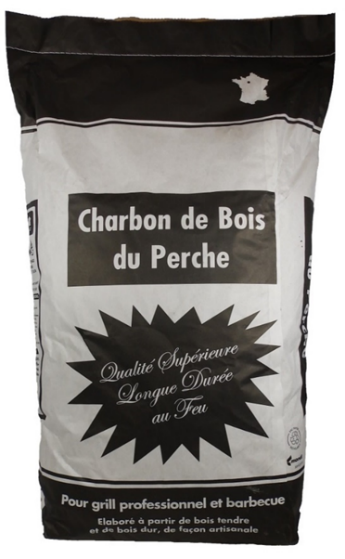 Charbon de Bois
du Perche
Qualité Supérieure
Longue Durée
au Feu
Pour grill professionnel et barbecue
Elaboré à partir de bois tendre
et de bois dur, de façon artisanale